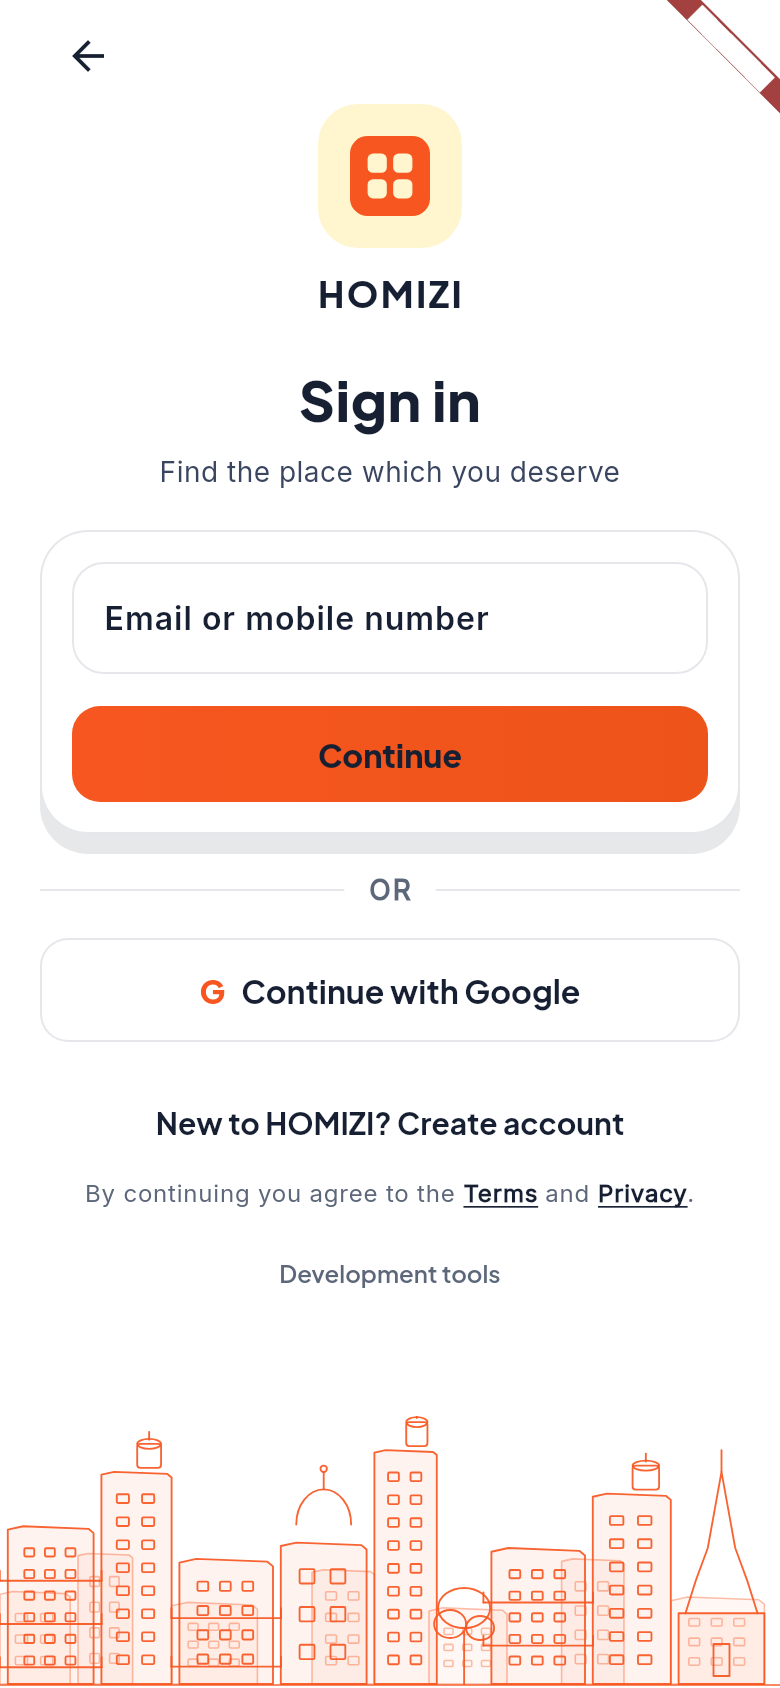 HOMIZI
Sign in
Find the place which you deserve
Email or mobile number
Continue
OR
G Continue with Google
New to HOMIZI? Create account
By continuing you agree to the Terms and Privacy.
Development tools